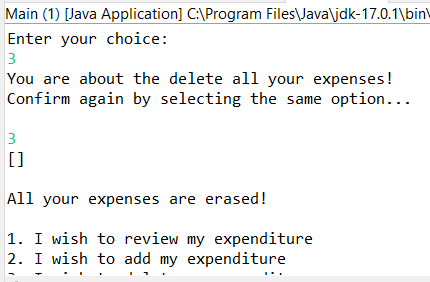 Main (1) [Java Application] C:\Program Files\Java\jdk-17.0.1\bin\
Enter your choice:
3
You are about the delete all your expenses!
Confirm again by selecting the same option...
3
[]
All your expenses are erased!
1. I wish to review my expenditure
2. I wish to add my expenditure